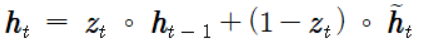 h_t = z_t ∘ h_{t-1} + (1 - z_t) ∘ h̃_t